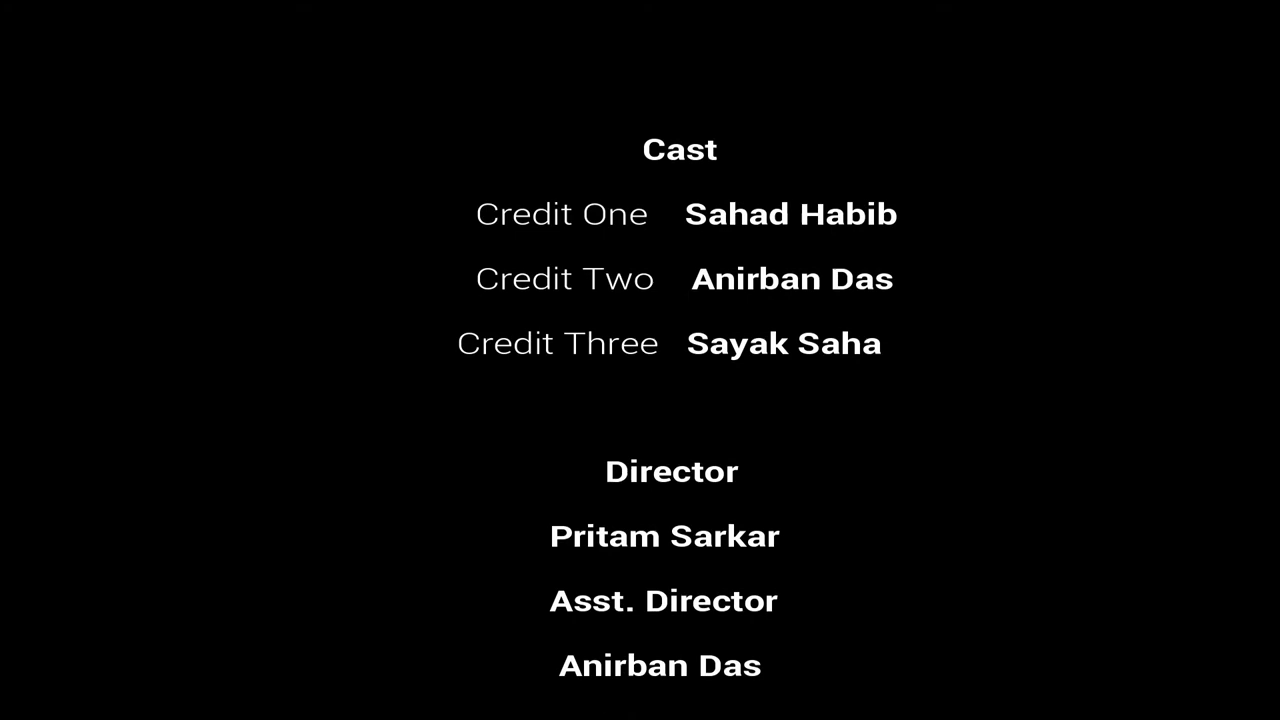 Cast
Credit One Sahad Habib
Credit Two Anirban Das
Credit Three Sayak Saha
Director
Pritam Sarkar
Asst. Director
Anirban Das